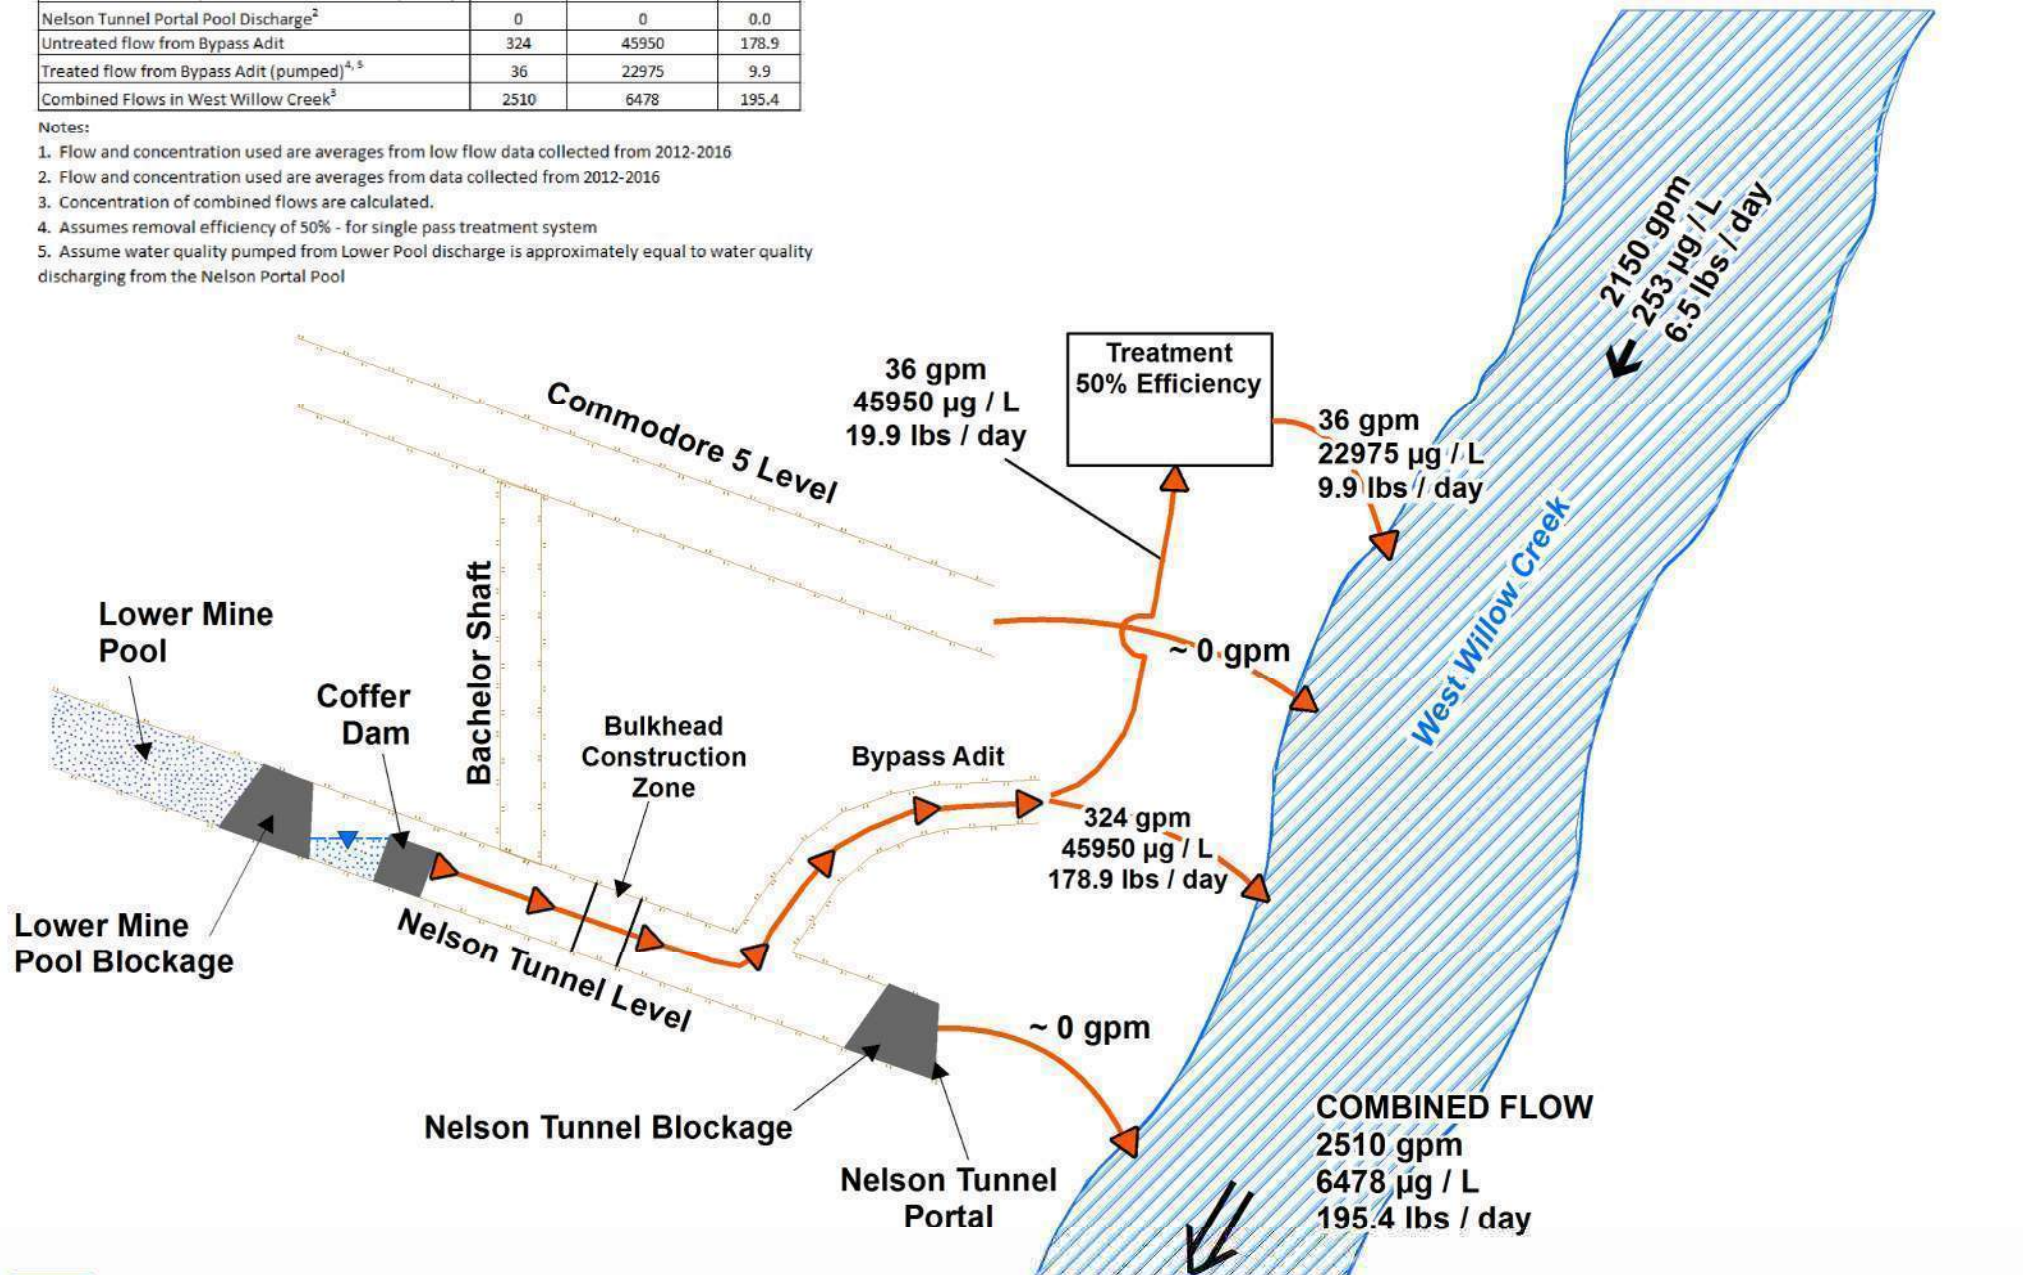 Nelson Tunnel Portal Pool Discharge2 0 0 0.0
Untreated flow from Bypass Adit 324 45950 178.9
Treated flow from Bypass Adit (pumped)4, 5 36 22975 9.9
Combined Flows in West Willow Creek3 2510 6478 195.4
Notes:
1. Flow and concentration used are averages from low flow data collected from 2012-2016
2. Flow and concentration used are averages from data collected from 2012-2016
3. Concentration of combined flows are calculated.
4. Assumes removal efficiency of 50% - for single pass treatment system
5. Assume water quality pumped from Lower Pool discharge is approximately equal to water quality
discharging from the Nelson Portal Pool
2150 gpm
253 µg / L
6.5 lbs / day
Treatment
50% Efficiency
36 gpm
45950 µg / L
19.9 lbs / day
36 gpm
22975 µg / L
9.9 lbs / day
Commodore 5 Level
West Willow Creek
Bachelor Shaft
Lower Mine
Pool
~ 0 gpm
Coffer
Dam
Bulkhead
Construction
Zone
Bypass Adit
324 gpm
45950 µg / L
178.9 lbs / day
Lower Mine
Pool Blockage
Nelson Tunnel Level
~ 0 gpm
Nelson Tunnel Blockage
Nelson Tunnel
Portal
COMBINED FLOW
2510 gpm
6478 µg / L
195.4 lbs / day